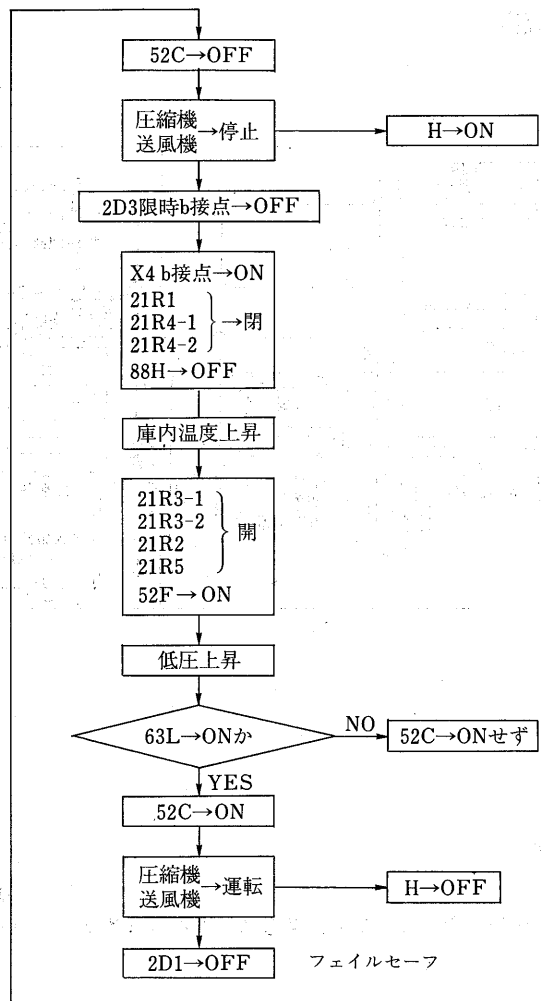 52C→OFF
圧縮機
送風機
→停止
H→ON
2D3限時b接点→OFF
X4 b接点→ON
21R1
21R4-1
21R4-2
→閉
88H→OFF
庫内温度上昇
21R3-1
21R3-2
21R2
21R5
開
52F→ON
低圧上昇
63L→ONか
NO
52C→ONせず
YES
52C→ON
圧縮機
送風機
→運転
H→OFF
2D1→OFF
フェイルセーフ